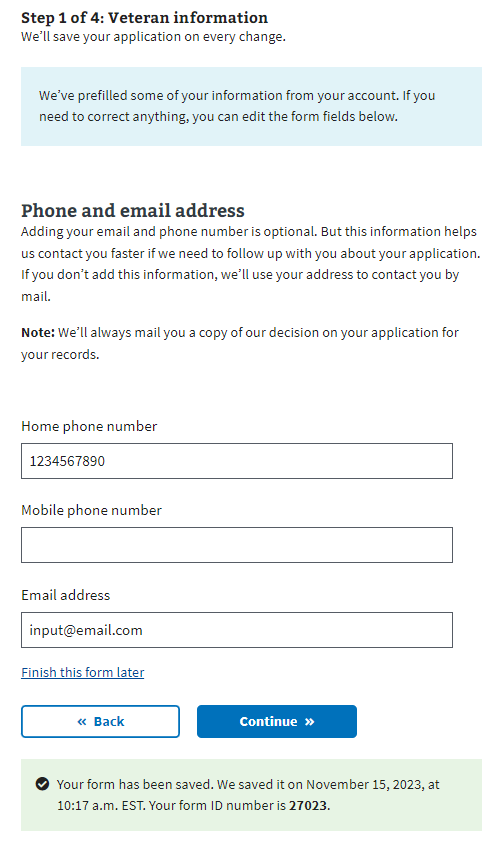 Step 1 of 4: Veteran information
We’ll save your application on every change.
We’ve prefilled some of your information from your account. If you
need to correct anything, you can edit the form fields below.
Phone and email address
Adding your email and phone number is optional. But this information helps
us contact you faster if we need to follow up with you about your application.
If you don’t add this information, we’ll use your address to contact you by
mail.
Note: We’ll always mail you a copy of our decision on your application for
your records.
Home phone number
1234567890
Mobile phone number
Email address
input@email.com
Finish this form later
« Back
Continue »
Your form has been saved. We saved it on November 15, 2023, at
10:17 a.m. EST. Your form ID number is 27023.